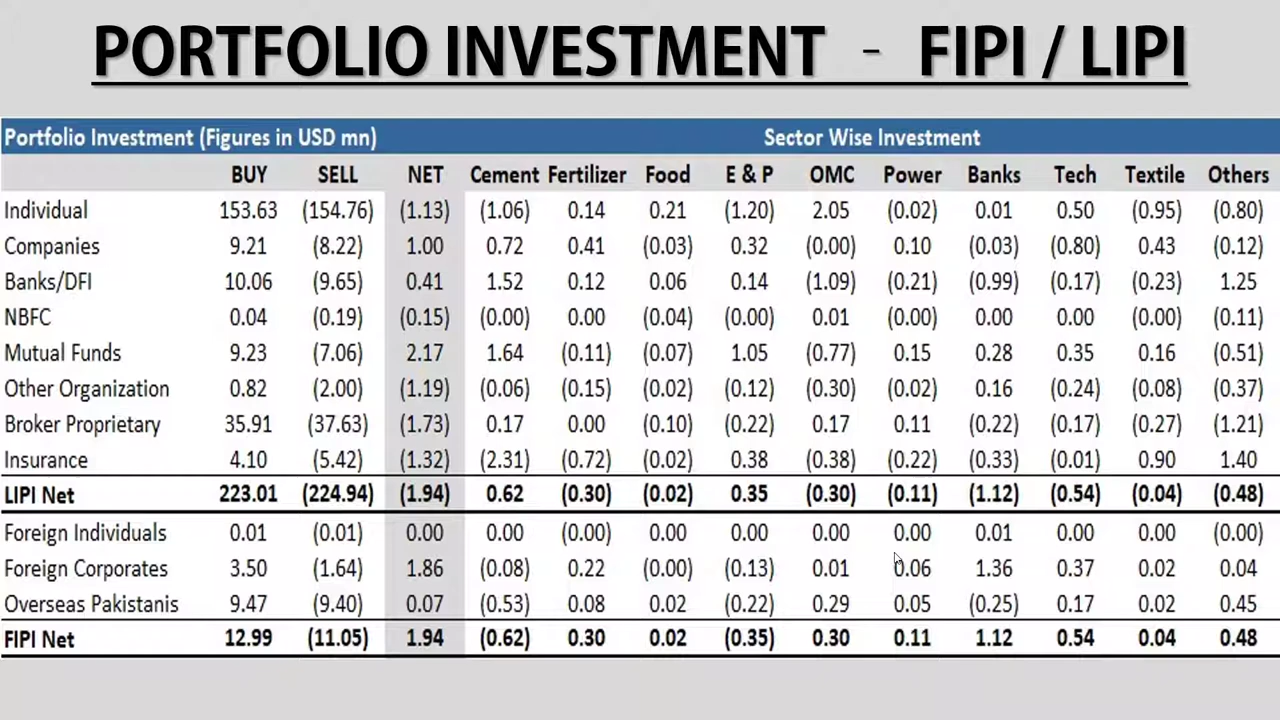 PORTFOLIO INVESTMENT - FIPI / LIPI
Portfolio Investment (Figures in USD mn) Sector Wise Investment
BUY SELL NET Cement Fertilizer Food E & P OMC Power Banks Tech Textile Others
Individual 153.63 (154.76) (1.13) (1.06) 0.14 0.21 (1.20) 2.05 (0.02) 0.01 0.50 (0.95) (0.80)
Companies 9.21 (8.22) 1.00 0.72 0.41 (0.03) 0.32 (0.00) 0.10 (0.03) (0.80) 0.43 (0.12)
Banks/DFI 10.06 (9.65) 0.41 1.52 0.12 0.06 0.14 (1.09) (0.21) (0.99) (0.17) (0.23) 1.25
NBFC 0.04 (0.19) (0.15) (0.00) 0.00 (0.04) (0.00) 0.01 (0.00) 0.00 0.00 (0.00) (0.11)
Mutual Funds 9.23 (7.06) 2.17 1.64 (0.11) (0.07) 1.05 (0.77) 0.15 0.28 0.35 0.16 (0.51)
Other Organization 0.82 (2.00) (1.19) (0.06) (0.15) (0.02) (0.12) (0.30) (0.02) 0.16 (0.24) (0.08) (0.37)
Broker Proprietary 35.91 (37.63) (1.73) 0.17 0.00 (0.10) (0.22) 0.17 0.11 (0.22) (0.17) (0.27) (1.21)
Insurance 4.10 (5.42) (1.32) (2.31) (0.72) (0.02) 0.38 (0.38) (0.22) (0.33) (0.01) 0.90 1.40
LIPI Net 223.01 (224.94) (1.94) 0.62 (0.30) (0.02) 0.35 (0.30) (0.11) (1.12) (0.54) (0.04) (0.48)
Foreign Individuals 0.01 (0.01) 0.00 0.00 (0.00) 0.00 0.00 0.00 0.00 0.01 0.00 0.00 (0.00)
Foreign Corporates 3.50 (1.64) 1.86 (0.08) 0.22 (0.00) (0.13) 0.01 0.06 1.36 0.37 0.02 0.04
Overseas Pakistanis 9.47 (9.40) 0.07 (0.53) 0.08 0.02 (0.22) 0.29 0.05 (0.25) 0.17 0.02 0.45
FIPI Net 12.99 (11.05) 1.94 (0.62) 0.30 0.02 (0.35) 0.30 0.11 1.12 0.54 0.04 0.48